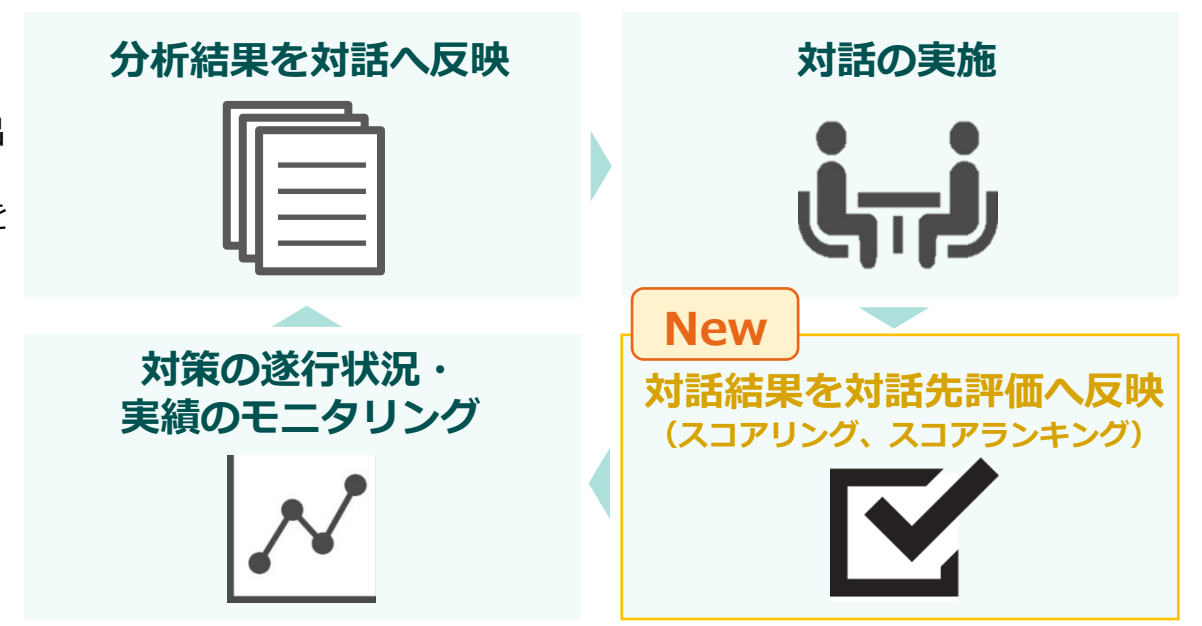 分析結果を対話へ反映
対話の実施
New
対話結果を対話先評価へ反映
（スコアリング、スコアランキング）
対策の遂行状況・
実績のモニタリング